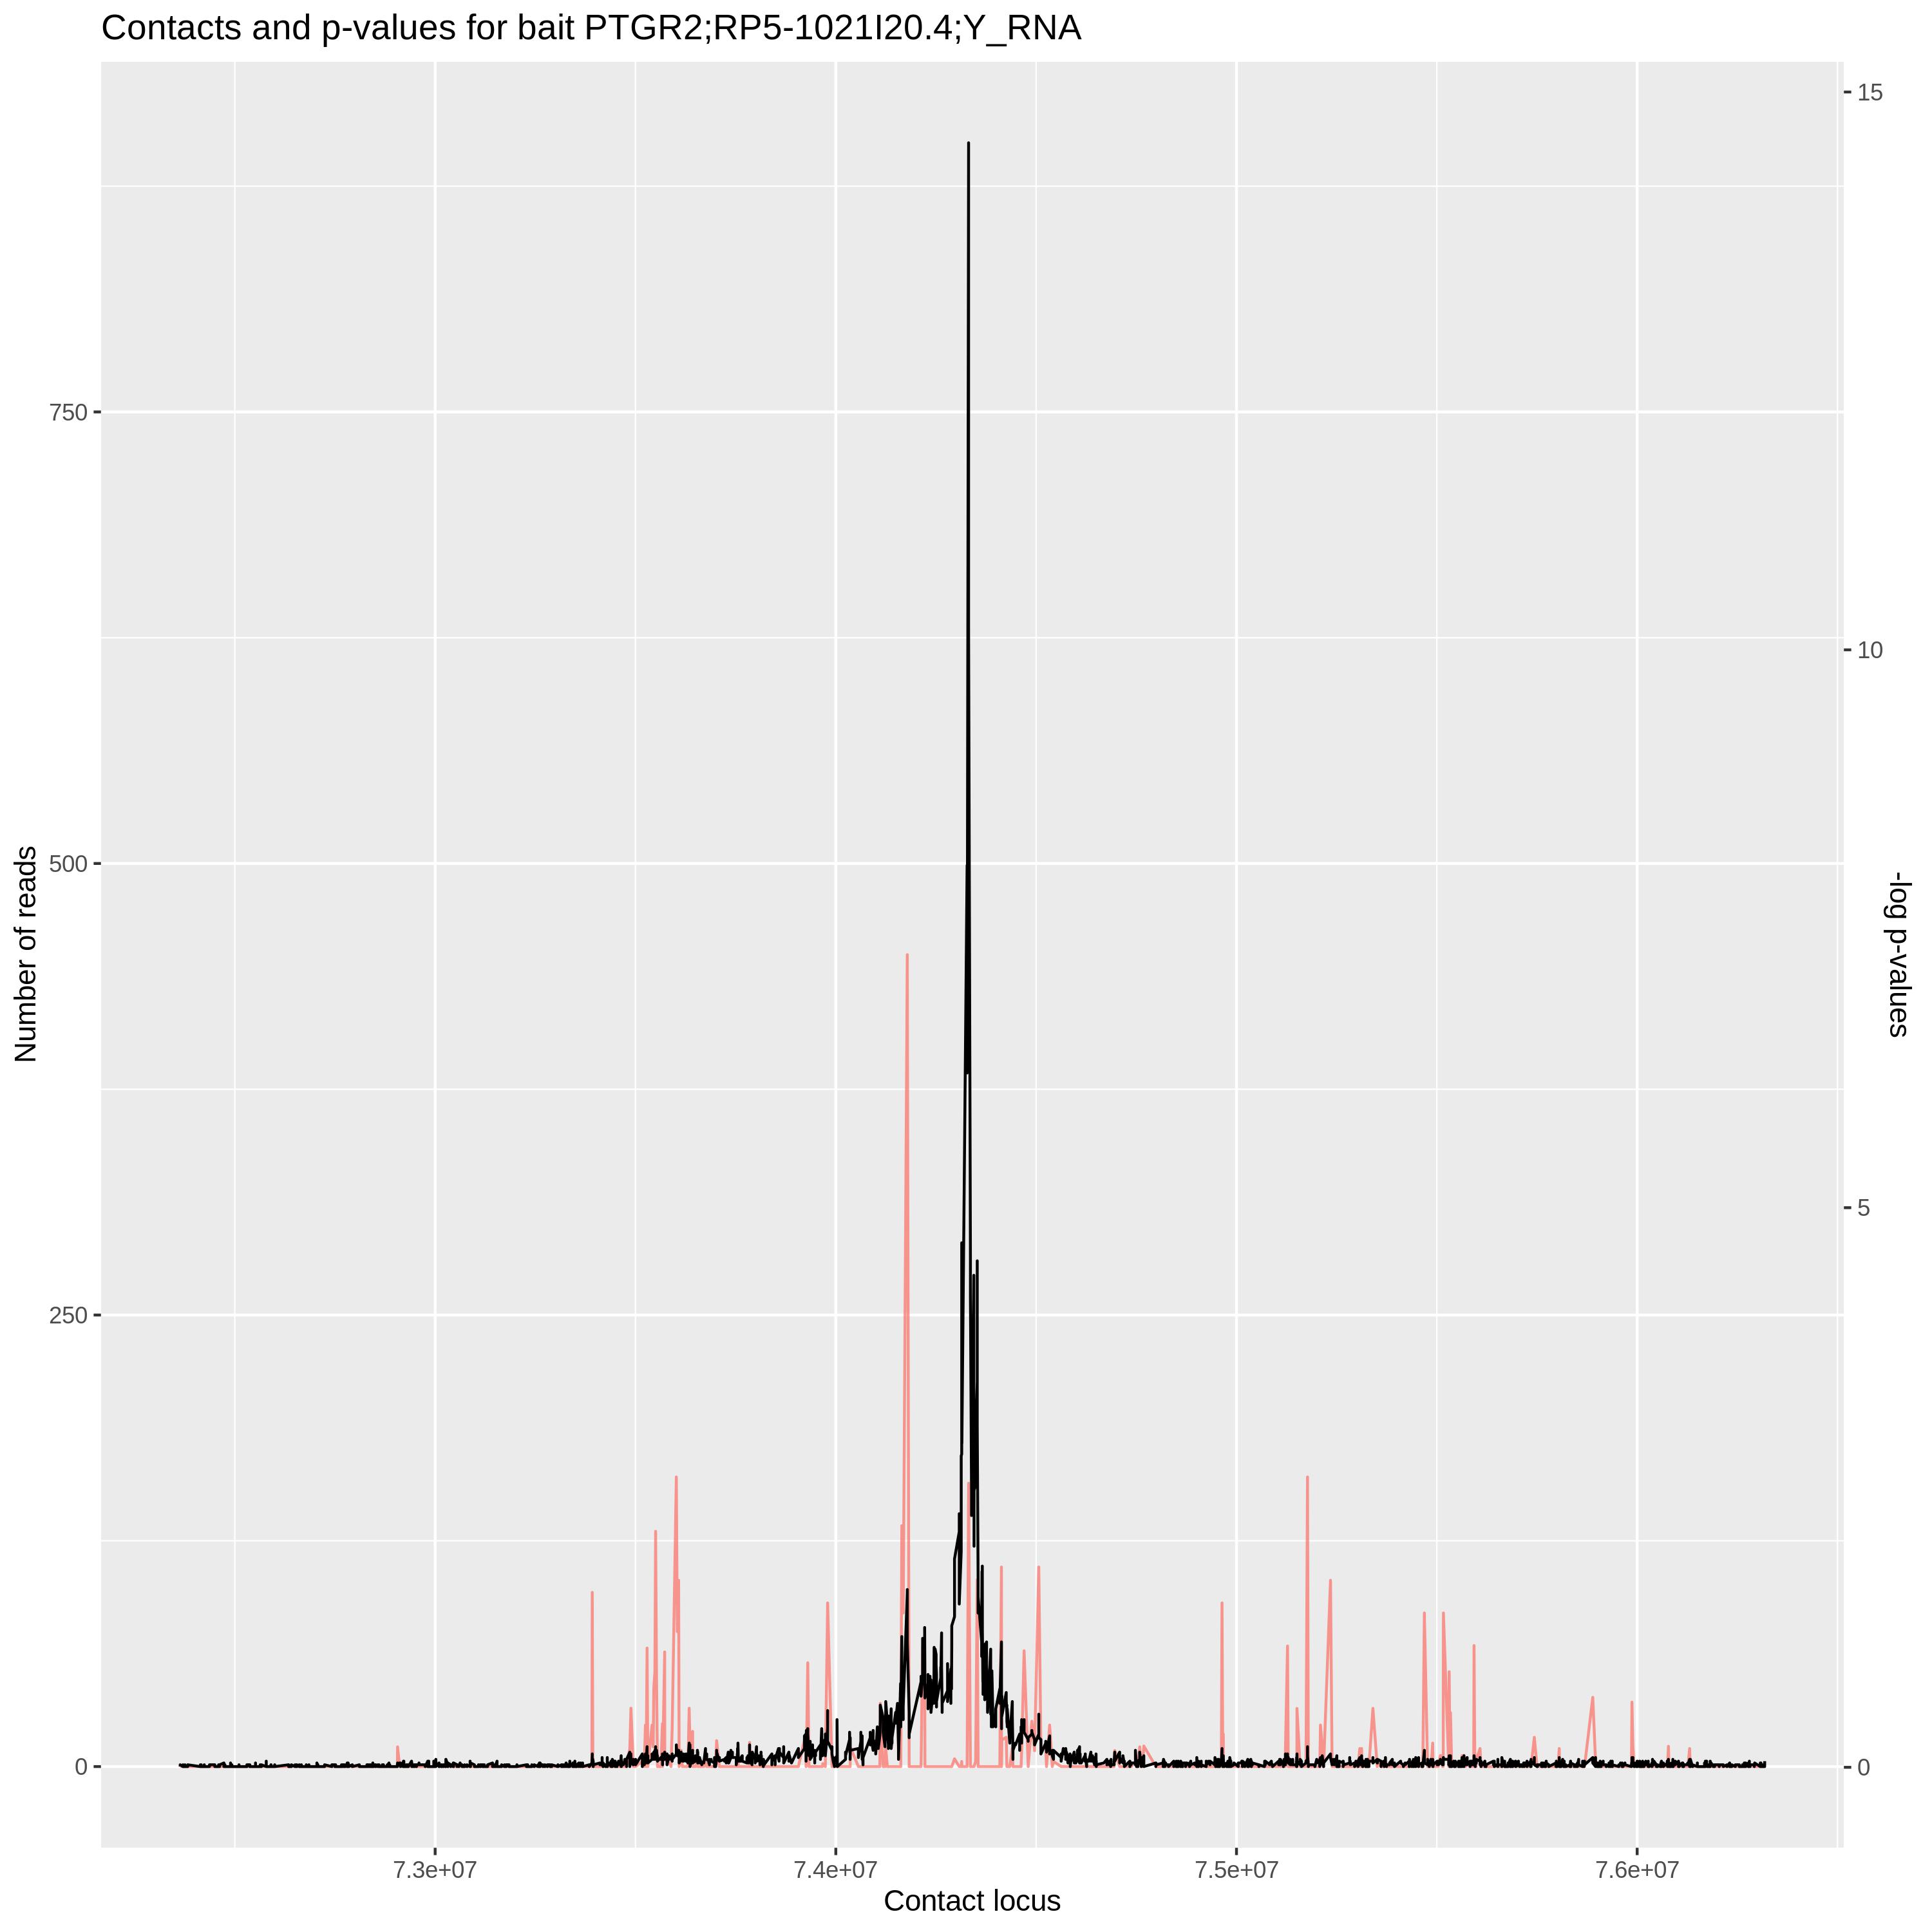 Contacts and p-values for bait PTGR2;RP5-1021I20.4;Y_RNA
Number of reads
750
500
250
0
15
10
5
0
-log p-values
7.3e+07
7.4e+07
7.5e+07
7.6e+07
Contact locus